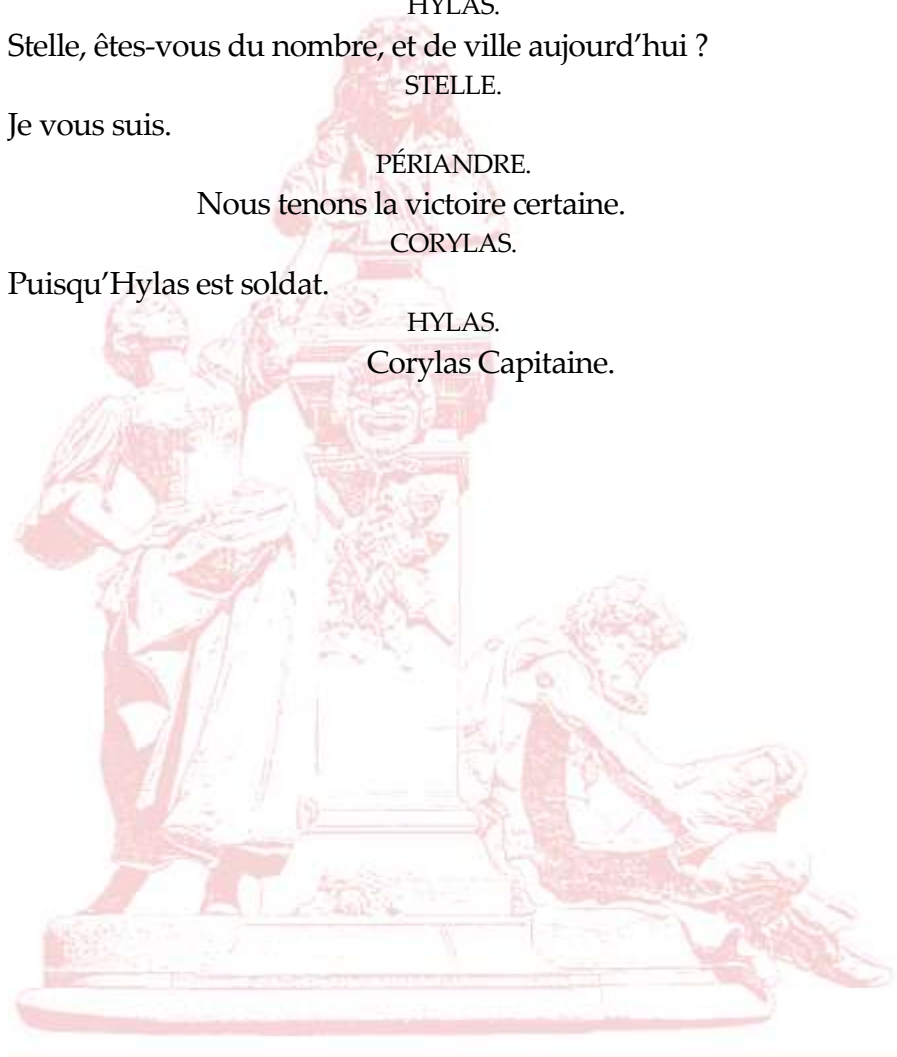 HYLAS.
Stelle, êtes-vous du nombre, et de ville aujourd’hui ?
STELLE.
Je vous suis.
PÉRIANDRE.
Nous tenons la victoire certaine.
CORYLAS.
Puisqu’Hylas est soldat.
HYLAS.
Corylas Capitaine.